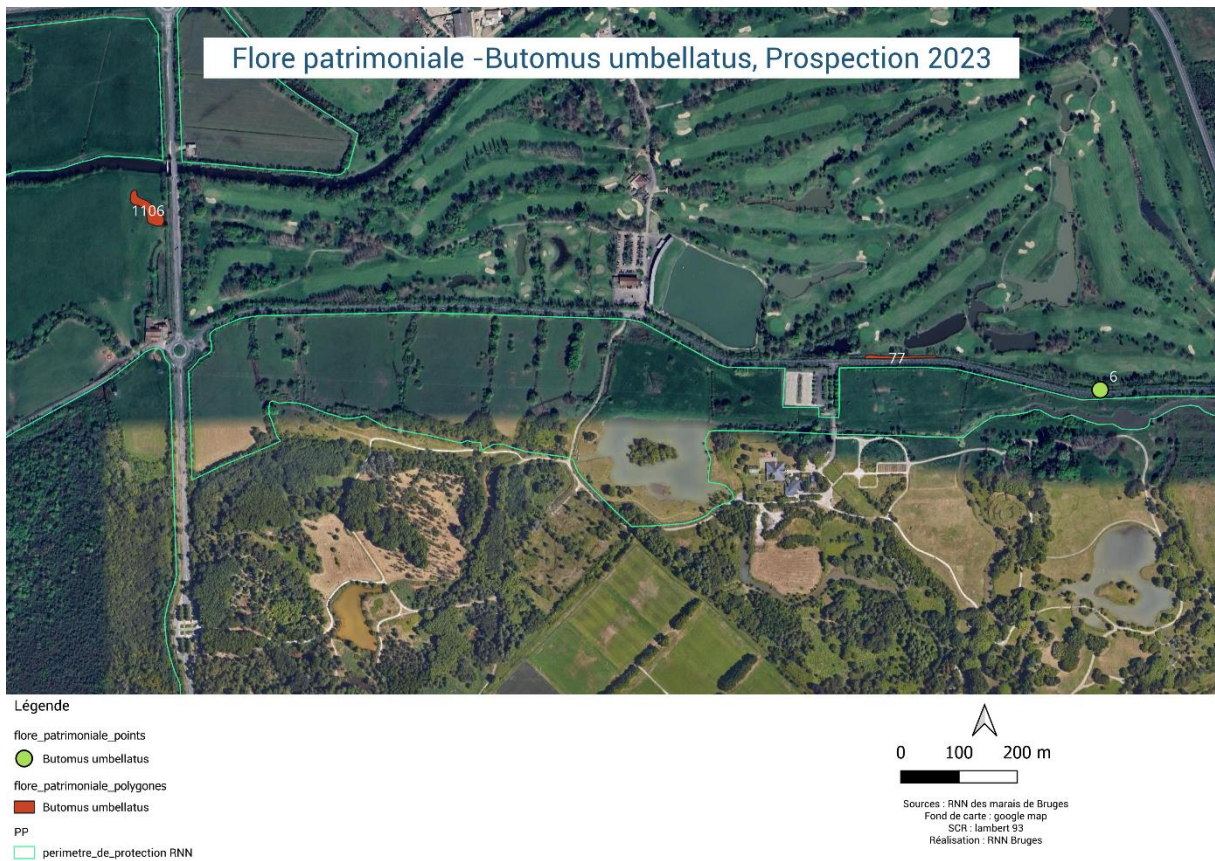 Flore patrimoniale -Butomus umbellatus, Prospection 2023
1106
77
6
Légende
flore_patrimoniale_points
Butomus umbellatus
flore_patrimoniale_polygones
Butomus umbellatus
PP
perimetre_de_protection RNN
0 100 200 m
Sources : RNN des marais de Bruges
Fond de carte : google map
SCR : lambert 93
Réalisation : RNN Bruges